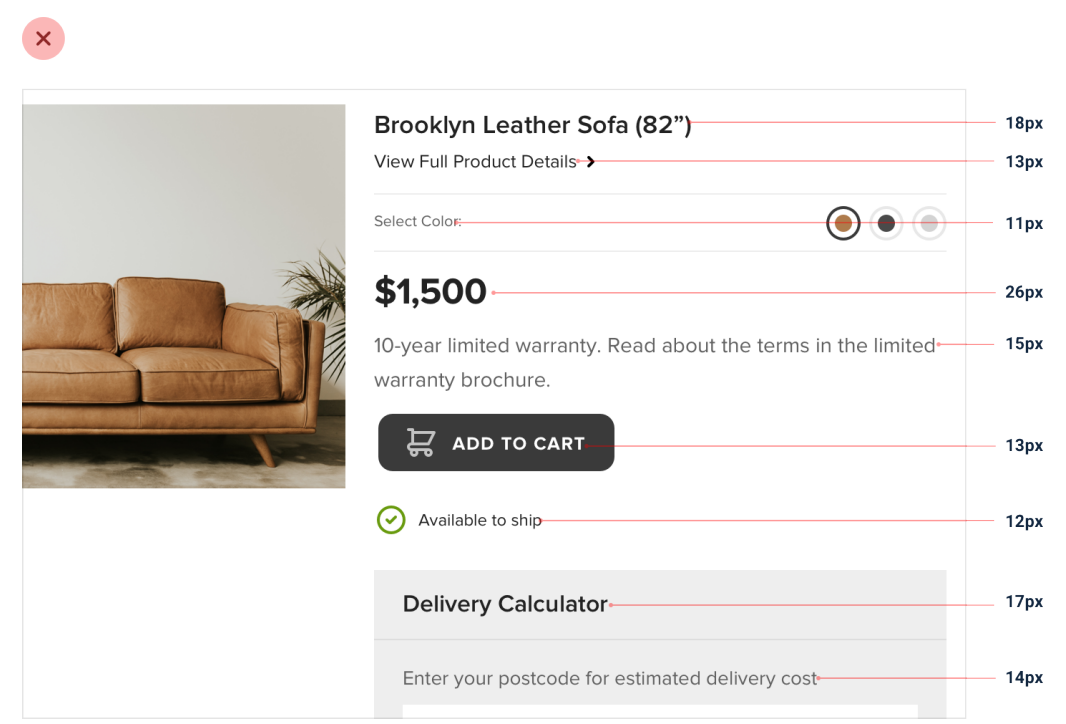 Brooklyn Leather Sofa (82”)
18px
View Full Product Details
13px
Select Color:
11px
$1,500
26px
10-year limited warranty. Read about the terms in the limited
15px
warranty brochure.
ADD TO CART
13px
Available to ship
12px
Delivery Calculator
17px
Enter your postcode for estimated delivery cost
14px